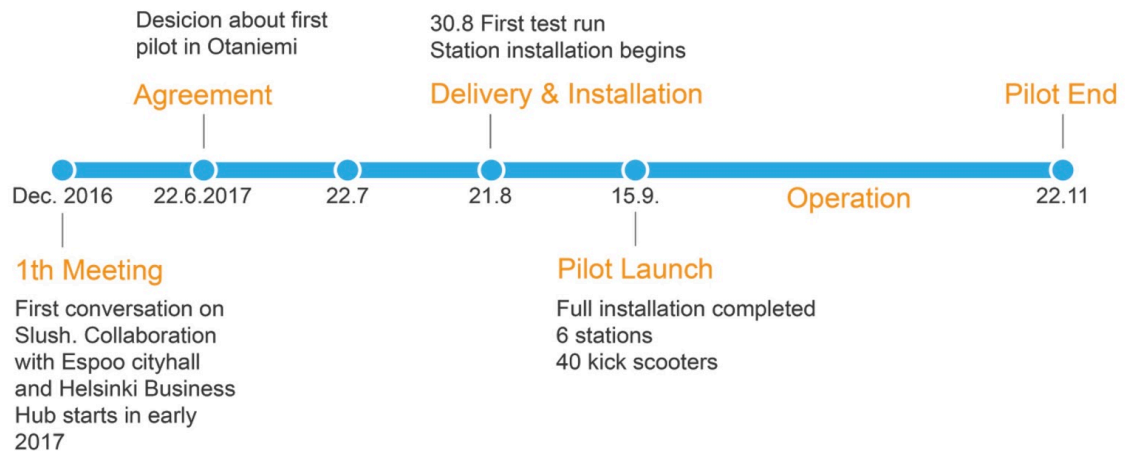 Desicion about first
pilot in Otaniemi
Agreement
30.8 First test run
Station installation begins
Delivery & Installation
Pilot End
Dec. 2016
22.6.2017
22.7
21.8
15.9.
Operation
22.11
1th Meeting
First conversation on
Slush. Collaboration
with Espoo cityhall
and Helsinki Business
Hub starts in early
2017
Pilot Launch
Full installation completed
6 stations
40 kick scooters